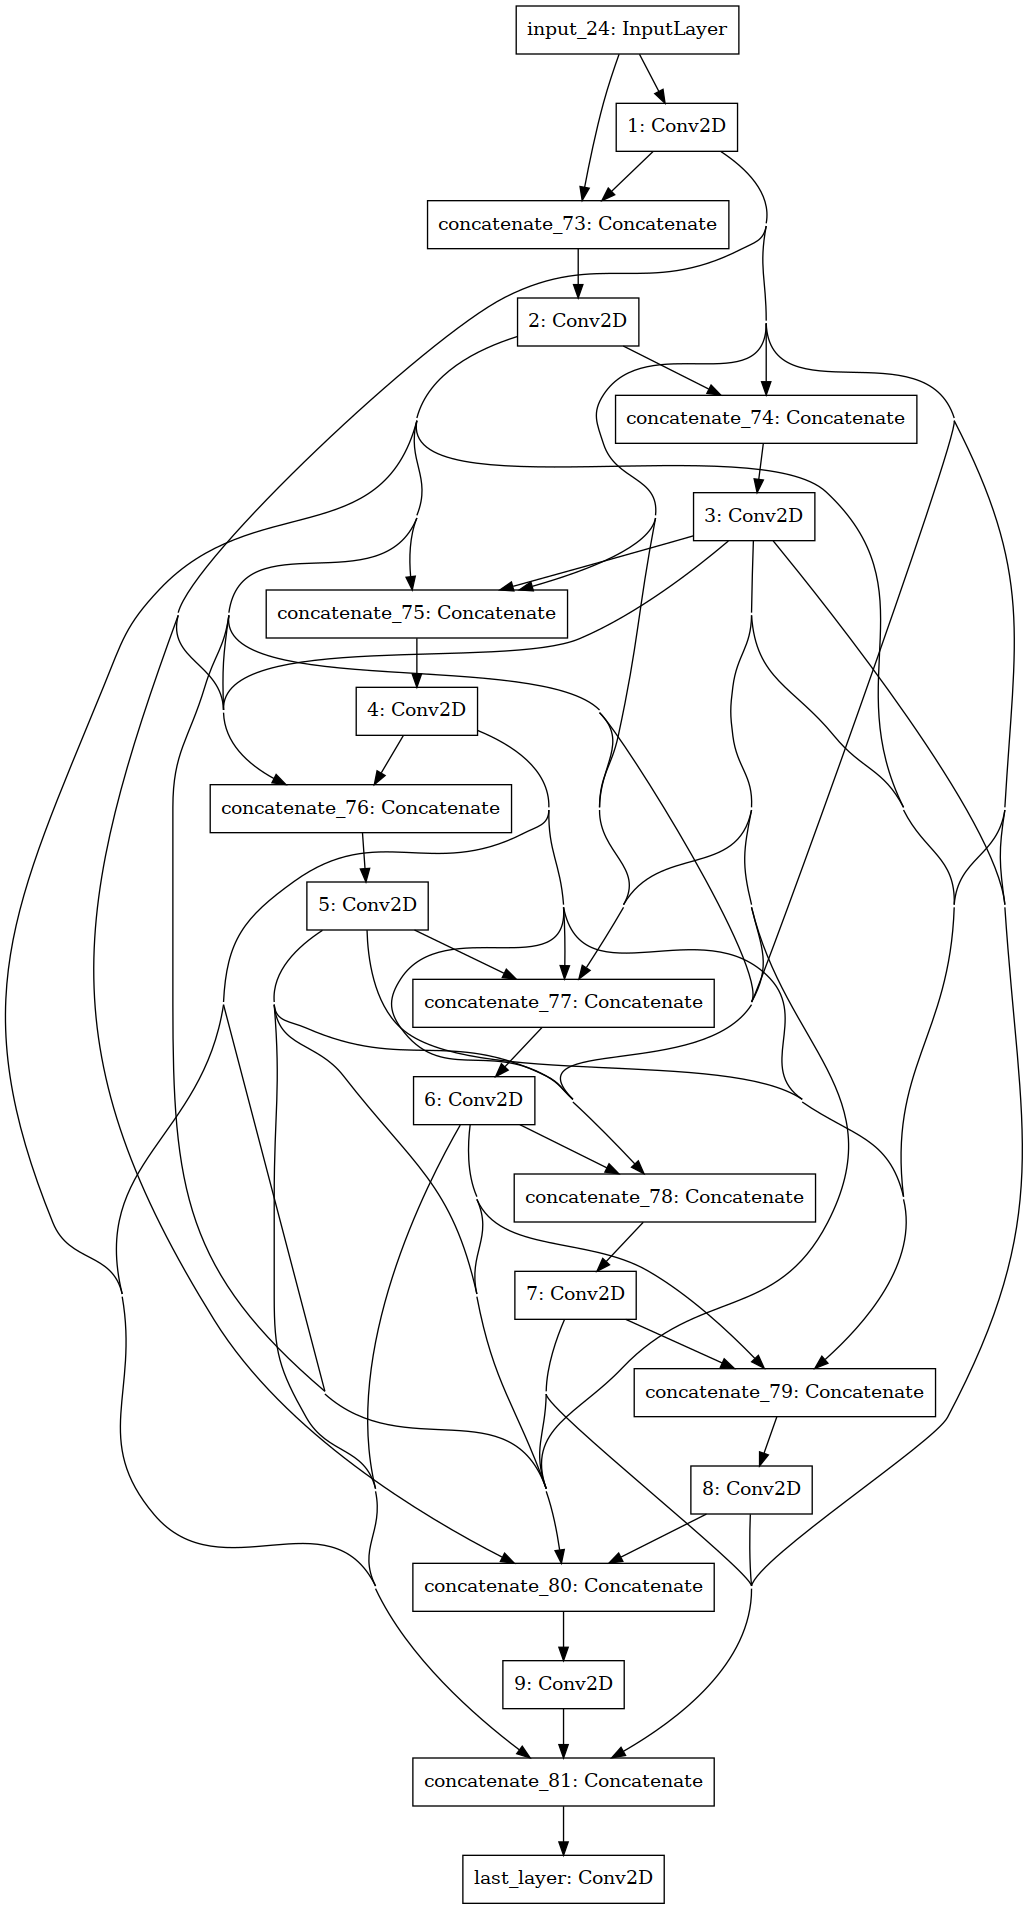 input_24: InputLayer
1: Conv2D
concatenate_73: Concatenate
2: Conv2D
concatenate_74: Concatenate
3: Conv2D
concatenate_75: Concatenate
4: Conv2D
concatenate_76: Concatenate
5: Conv2D
concatenate_77: Concatenate
6: Conv2D
concatenate_78: Concatenate
7: Conv2D
concatenate_79: Concatenate
8: Conv2D
concatenate_80: Concatenate
9: Conv2D
concatenate_81: Concatenate
last_layer: Conv2D